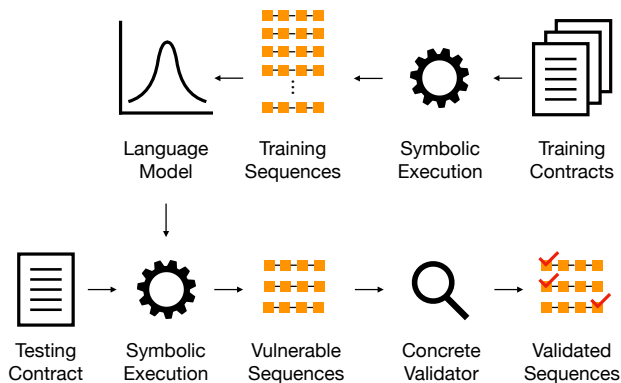 Language
Model
Training
Sequences
Symbolic
Execution
Training
Contracts
Testing
Contract
Symbolic
Execution
Vulnerable
Sequences
Concrete
Validator
Validated
Sequences